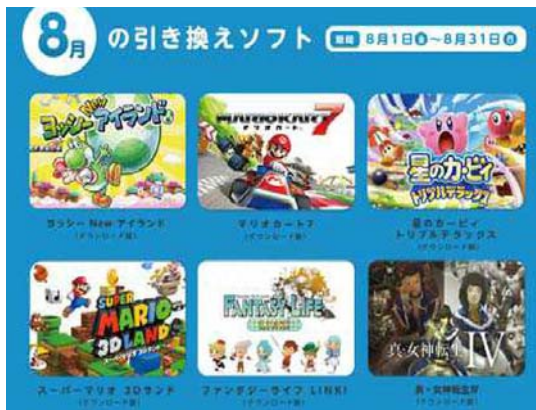 8月の引き換えソフト 期間 8月1日金~8月31日日
ヨッシー New アイランド
MARIOKART 7
マリオカート
星のカービィ
トリプルデラックス
ヨッシー New アイランド
(ダウンロード版)
マリオカート7
(ダウンロード版)
星のカービィ
トリプルデラックス
(ダウンロード版)
SUPER
MARIO
3D LAND
FANTASY LIFE
LINK!
真・女神転生IV
スーパーマリオ 3Dランド
(ダウンロード版)
ファンタジーライフ LINK!
(ダウンロード版)
真・女神転生IV
(ダウンロード版)